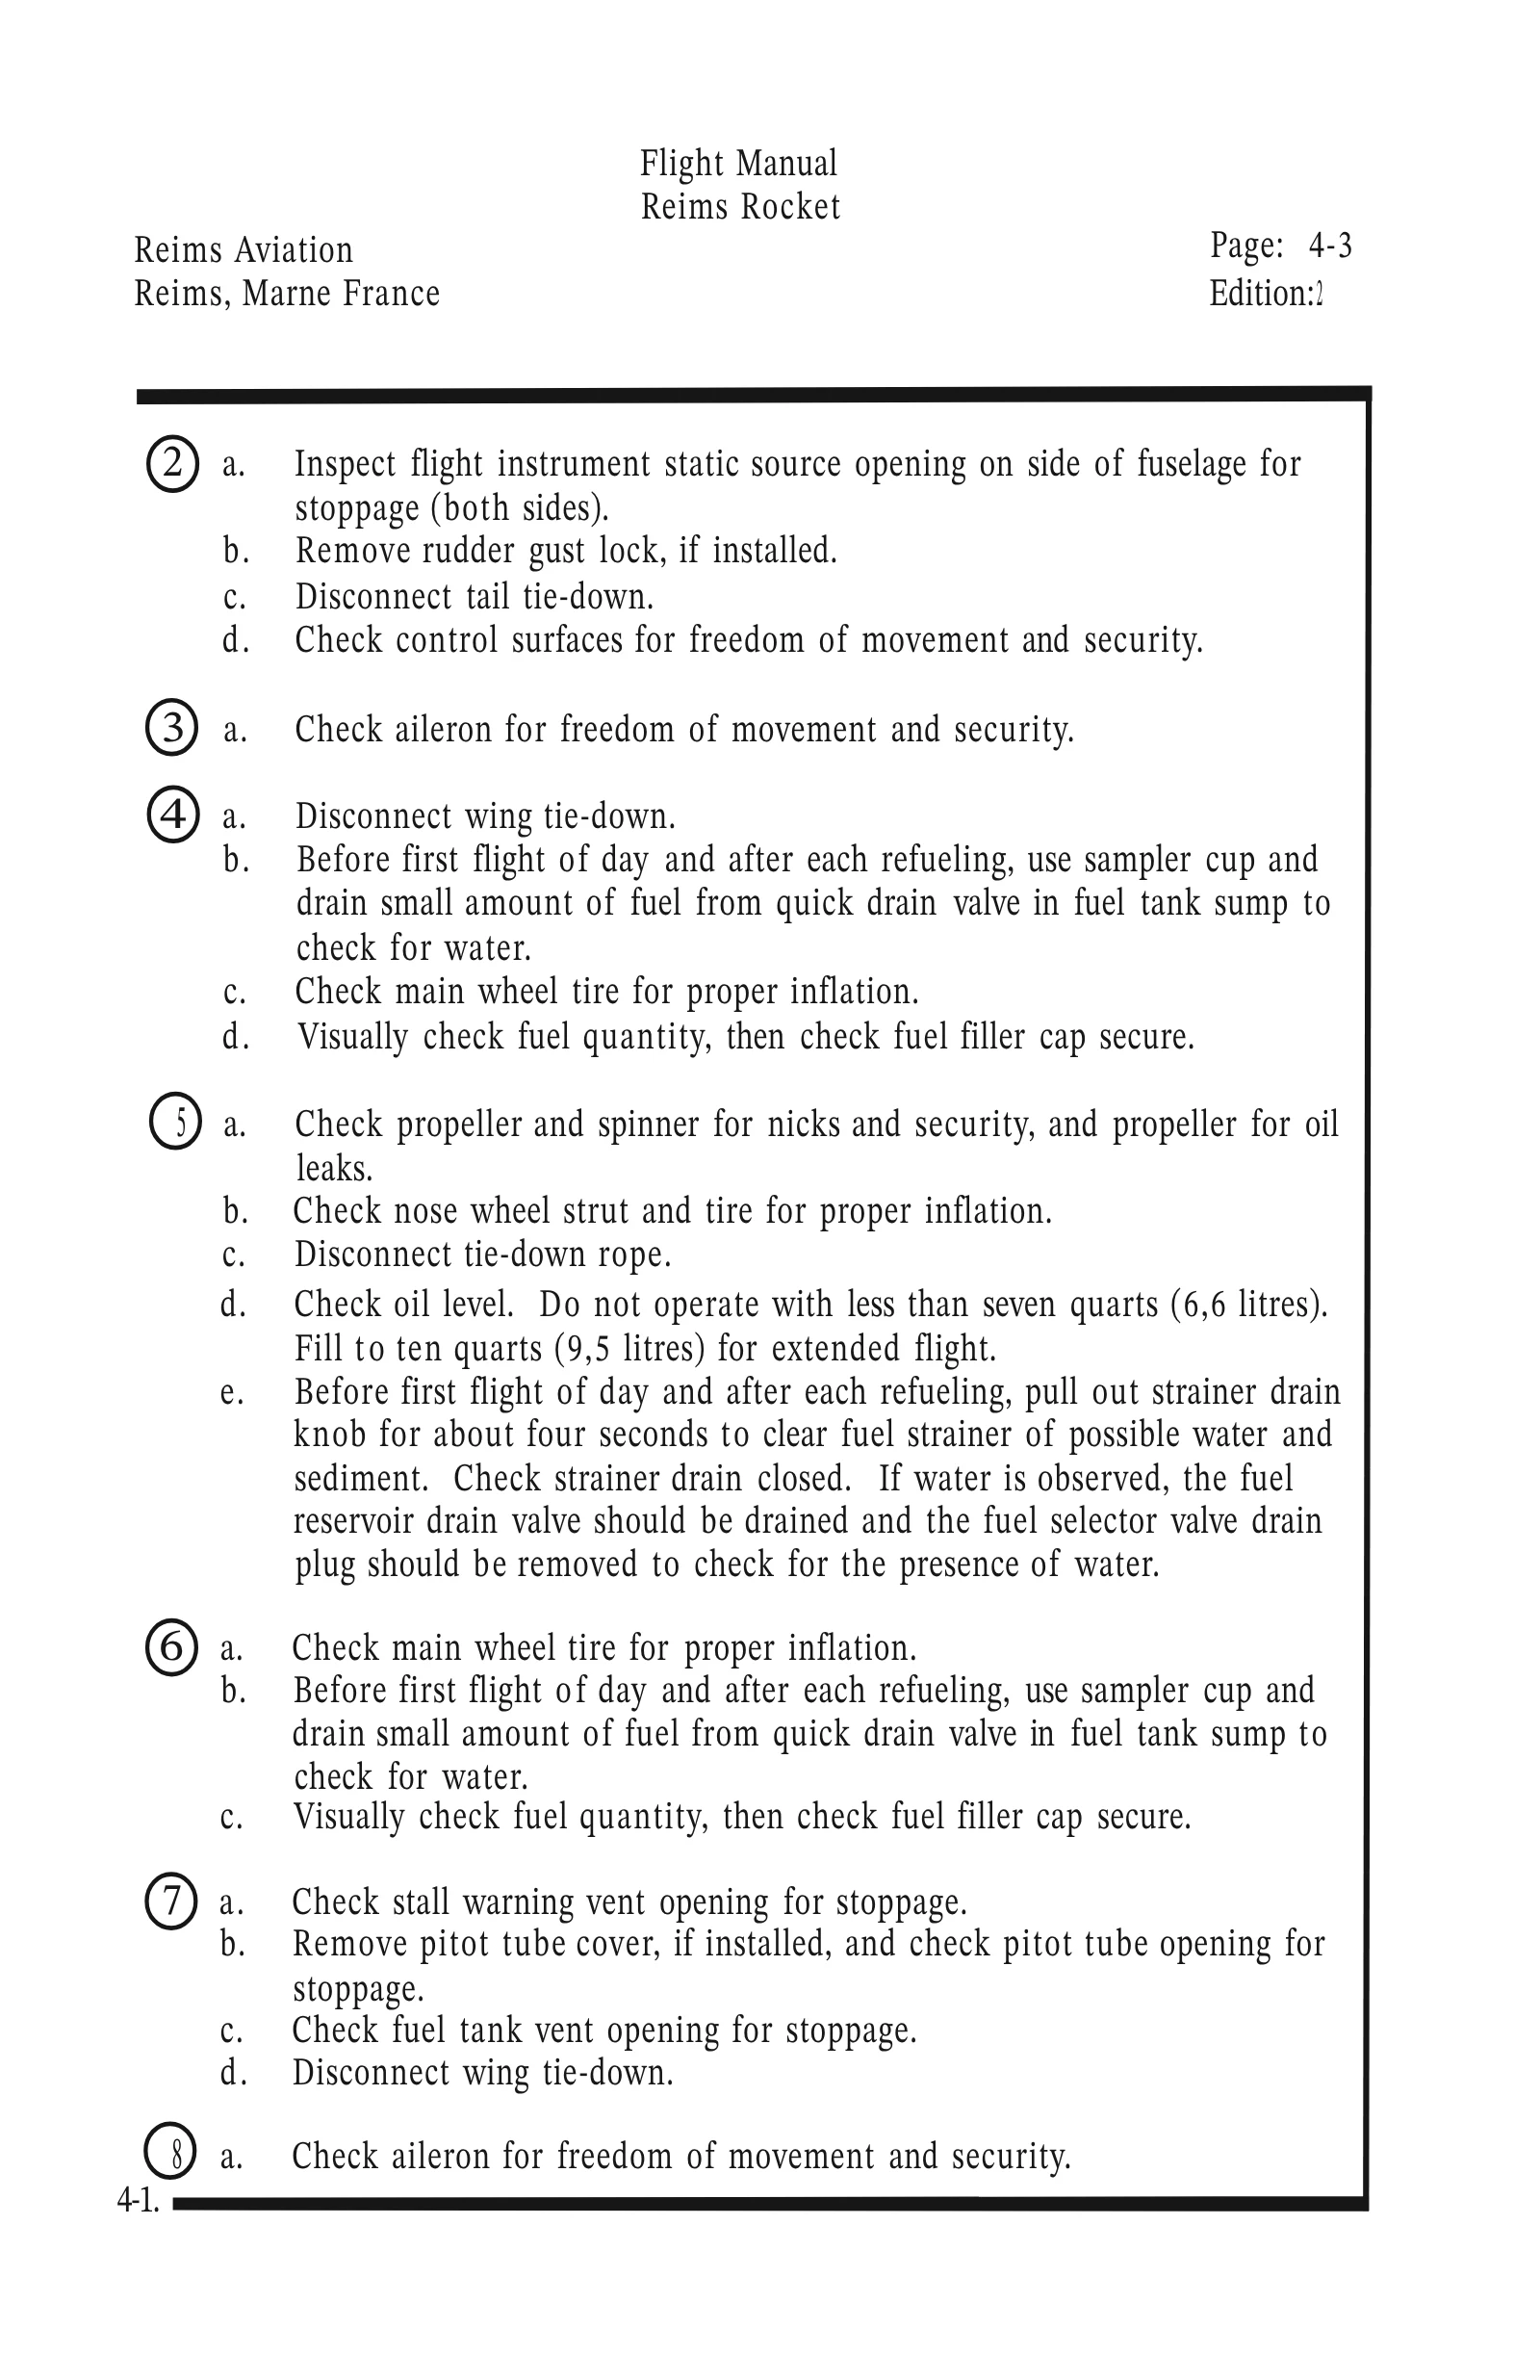 Flight Manual
Reims Rocket
Reims Aviation
Reims, Marne France
Page: 4-3
Edition:2
2 a. Inspect flight instrument static source opening on side of fuselage for
stoppage (both sides).
b. Remove rudder gust lock, if installed.
c. Disconnect tail tie-down.
d. Check control surfaces for freedom of movement and security.
3 a. Check aileron for freedom of movement and security.
4 a. Disconnect wing tie-down.
b. Before first flight of day and after each refueling, use sampler cup and
drain small amount of fuel from quick drain valve in fuel tank sump to
check for water.
c. Check main wheel tire for proper inflation.
d. Visually check fuel quantity, then check fuel filler cap secure.
5 a. Check propeller and spinner for nicks and security, and propeller for oil
leaks.
b. Check nose wheel strut and tire for proper inflation.
c. Disconnect tie-down rope.
d. Check oil level. Do not operate with less than seven quarts (6,6 litres).
Fill to ten quarts (9,5 litres) for extended flight.
e. Before first flight of day and after each refueling, pull out strainer drain
knob for about four seconds to clear fuel strainer of possible water and
sediment. Check strainer drain closed. If water is observed, the fuel
reservoir drain valve should be drained and the fuel selector valve drain
plug should be removed to check for the presence of water.
6 a. Check main wheel tire for proper inflation.
b. Before first flight of day and after each refueling, use sampler cup and
drain small amount of fuel from quick drain valve in fuel tank sump to
check for water.
c. Visually check fuel quantity, then check fuel filler cap secure.
7 a. Check stall warning vent opening for stoppage.
b. Remove pitot tube cover, if installed, and check pitot tube opening for
stoppage.
c. Check fuel tank vent opening for stoppage.
d. Disconnect wing tie-down.
8 a. Check aileron for freedom of movement and security.
4-1.